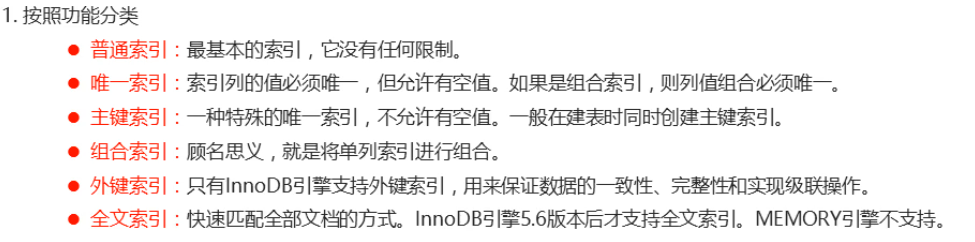 1. 按照功能分类
● 普通索引：最基本的索引，它没有任何限制。
● 唯一索引：索引列的值必须唯一，但允许有空值。如果是组合索引，则列值组合必须唯一。
● 主键索引：一种特殊的唯一索引，不允许有空值。一般在建表时同时创建主键索引。
● 组合索引：顾名思义，就是将单列索引进行组合。
● 外键索引：只有InnoDB引擎支持外键索引，用来保证数据的一致性、完整性和实现级联操作。
● 全文索引：快速匹配全部文档的方式。InnoDB引擎5.6版本后才支持全文索引。MEMORY引擎不支持。